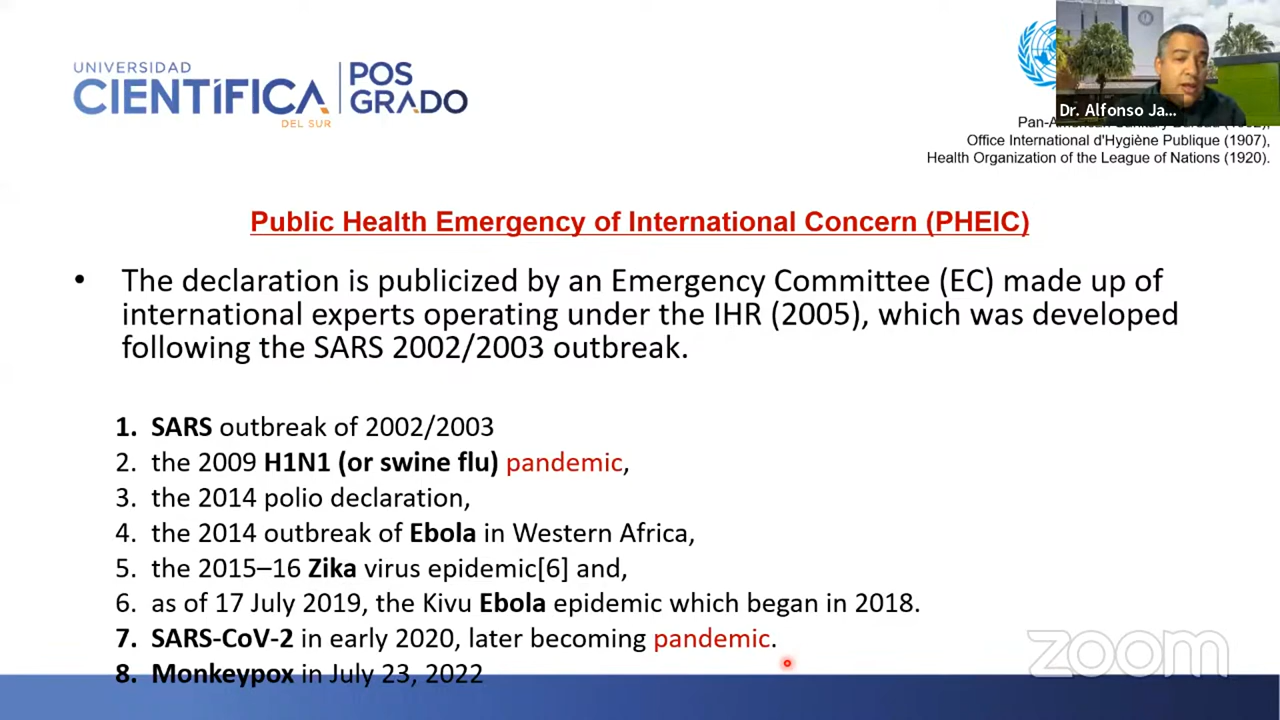 UNIVERSIDAD
CIENTÍFICA
DEL SUR
POS
GRADO
Dr. Alfonso Ja...
Office International d'Hygiène Publique (1907),
Health Organization of the League of Nations (1920).
Public Health Emergency of International Concern (PHEIC)
• The declaration is publicized by an Emergency Committee (EC) made up of
international experts operating under the IHR (2005), which was developed
following the SARS 2002/2003 outbreak.
1. SARS outbreak of 2002/2003
2. the 2009 H1N1 (or swine flu) pandemic,
3. the 2014 polio declaration,
4. the 2014 outbreak of Ebola in Western Africa,
5. the 2015–16 Zika virus epidemic[6] and,
6. as of 17 July 2019, the Kivu Ebola epidemic which began in 2018.
7. SARS-CoV-2 in early 2020, later becoming pandemic.
8. Monkeypox in July 23, 2022
zoom